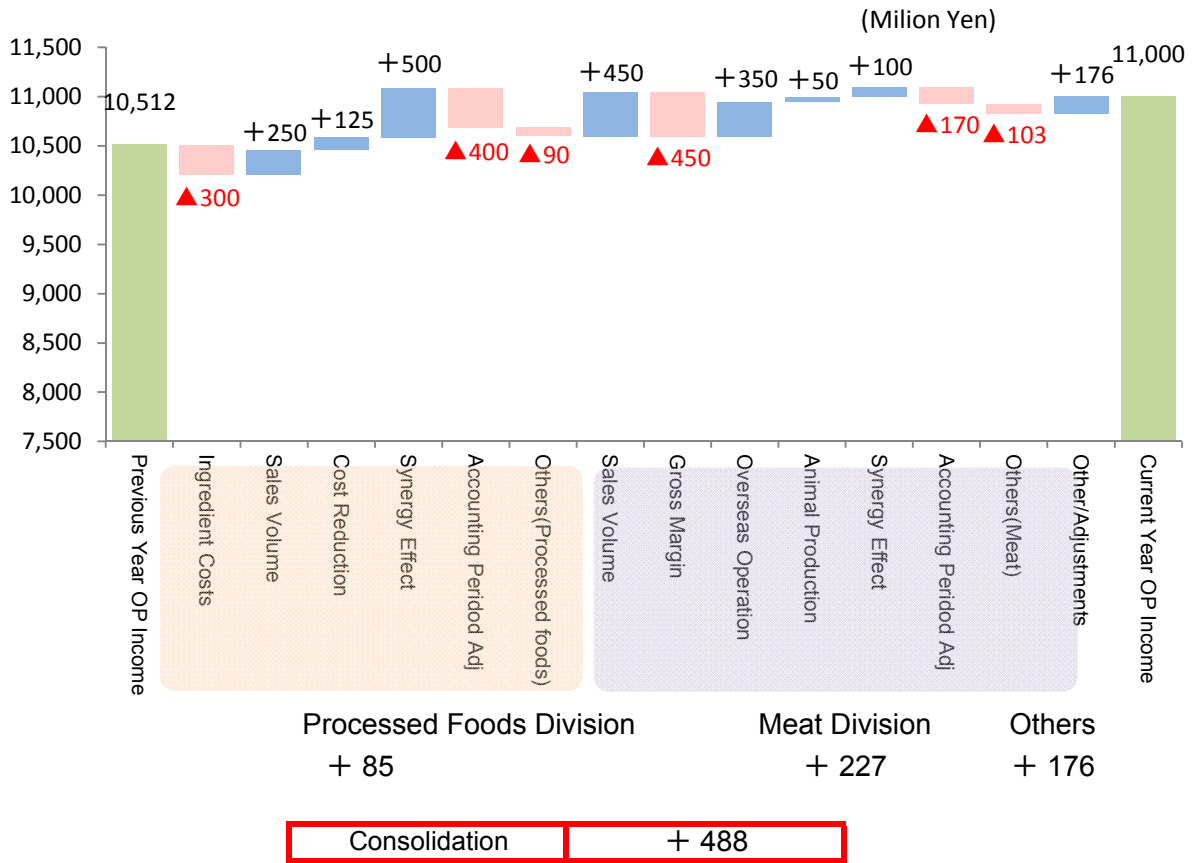 (Milion Yen)
11,500
11,000
10,500
10,000
9,500
9,000
8,500
8,000
7,500
10,512
▲300
+250
+125
+500
▲400
▲90
+450
▲450
+350
+50
+100
▲170
▲103
+176
11,000
Previous Year OP Income
Ingredient Costs
Sales Volume
Cost Reduction
Synergy Effect
Accounting Peridod Adj
Others(Processed foods)
Sales Volume
Gross Margin
Overseas Operation
Animal Production
Synergy Effect
Accounting Peridod Adj
Others(Meat)
Other/Adjustments
Current Year OP Income
Processed Foods Division Meat Division Others
+ 85 + 227 + 176
Consolidation + 488